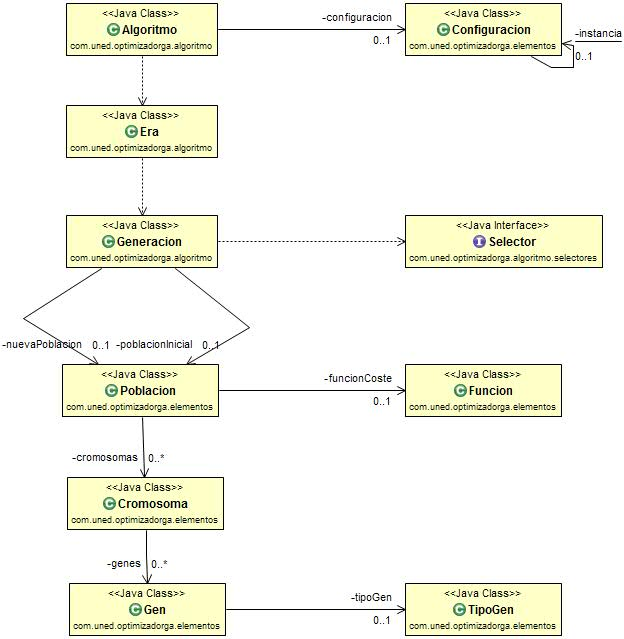 <<Java Class>>
Algoritmo
com.uned.optimizadorga.algoritmo
-configuracion
0..1
<<Java Class>>
Configuracion
com.uned.optimizadorga.elementos
-instancia
0..1
<<Java Class>>
Era
com.uned.optimizadorga.algoritmo
<<Java Class>>
Generacion
com.uned.optimizadorga.algoritmo
<<Java Interface>>
Selector
com.uned.optimizadorga.algoritmo.selectores
-nuevaPoblacion
0..1
-poblacionInicial
0..1
<<Java Class>>
Poblacion
com.uned.optimizadorga.elementos
-funcionCoste
0..1
<<Java Class>>
Funcion
com.uned.optimizadorga.elementos
-cromosomas
0..*
<<Java Class>>
Cromosoma
com.uned.optimizadorga.elementos
-genes
0..*
<<Java Class>>
Gen
com.uned.optimizadorga.elementos
-tipoGen
0..1
<<Java Class>>
TipoGen
com.uned.optimizadorga.elementos